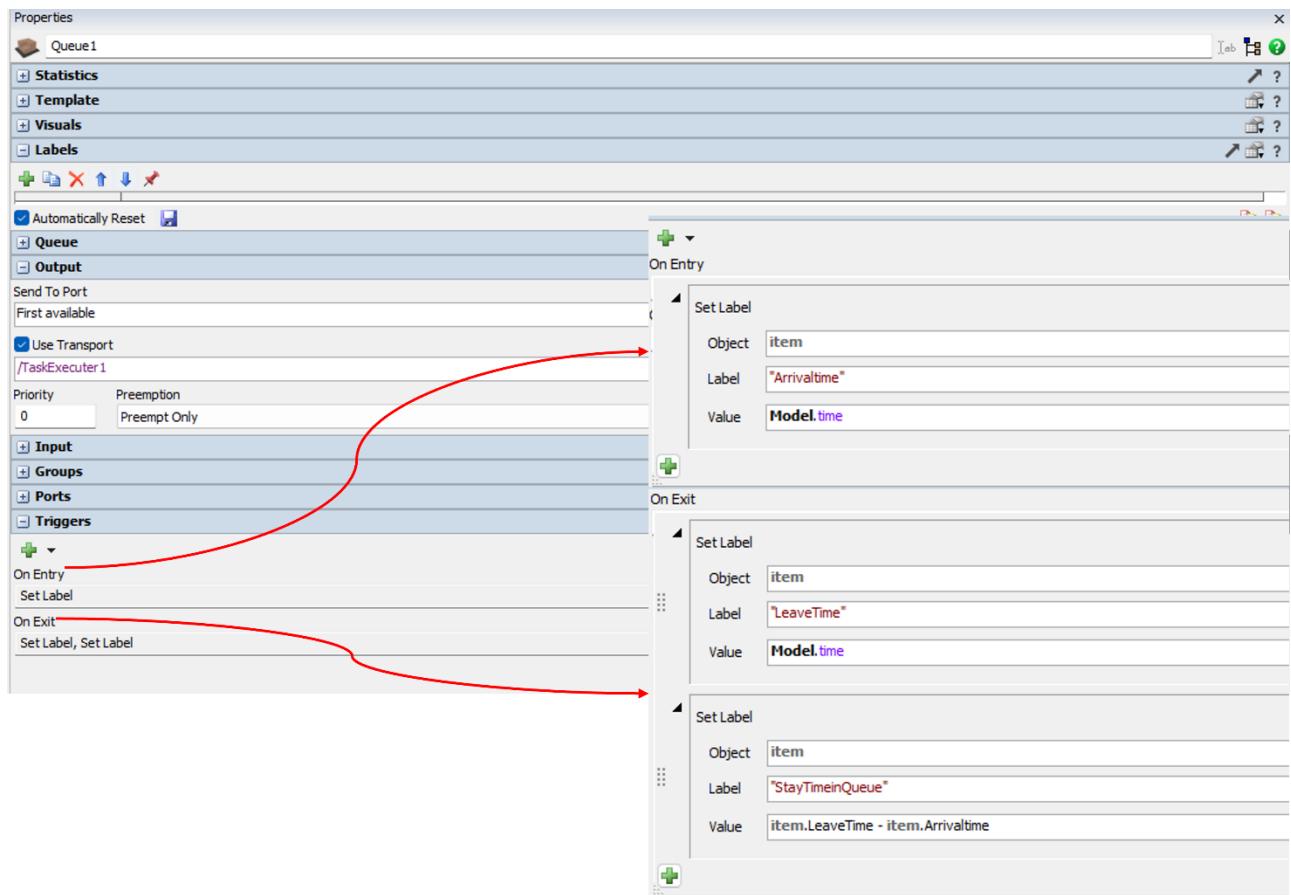 Properties
Queue1
Statistics
Template
Visuals
Labels
Automatically Reset
Queue
Output
Send To Port
First available
Use Transport
/TaskExecuter1
Priority Preemption
0 Preempt Only
Input
Groups
Ports
Triggers
On Entry
Set Label
On Exit
Set Label, Set Label
On Entry
Set Label
Object item
Label "Arrivaltime"
Value Model.time
On Exit
Set Label
Object item
Label "LeaveTime"
Value Model.time
Set Label
Object item
Label "StayTimeinQueue"
Value item.LeaveTime - item.Arrivaltime